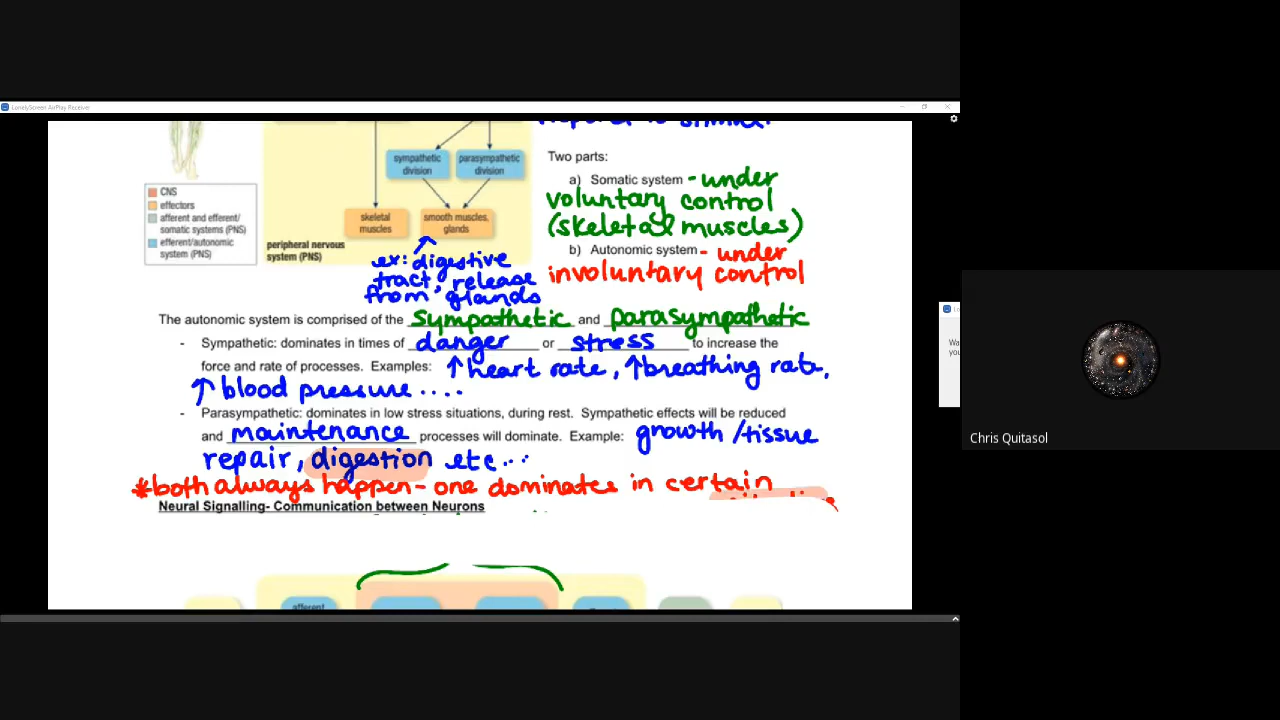 LonelyScreen AirPlay Receiver
sympathetic division
parasympathetic division
skeletal muscles
smooth muscles, glands
peripheral nervous system (PNS)
CNS
effectors
afferent and efferent/
somatic systems (PNS)
efferent/autonomic
system (PNS)
ex: digestive
tract, release
from glands
Two parts:
a) Somatic system - under
voluntary control
(skeletal muscles)
b) Autonomic system - under
involuntary control
The autonomic system is comprised of the sympathetic and parasympathetic
- Sympathetic: dominates in times of danger or stress to increase the
force and rate of processes. Examples: ↑heart rate, ↑breathing rate,
↑ blood pressure ....
- Parasympathetic: dominates in low stress situations, during rest. Sympathetic effects will be reduced
and maintenance processes will dominate. Example: growth/tissue
repair, digestion etc...
*both always happen - one dominates in certain
Neural Signalling- Communication between Neurons
afferent
Chris Quitasol